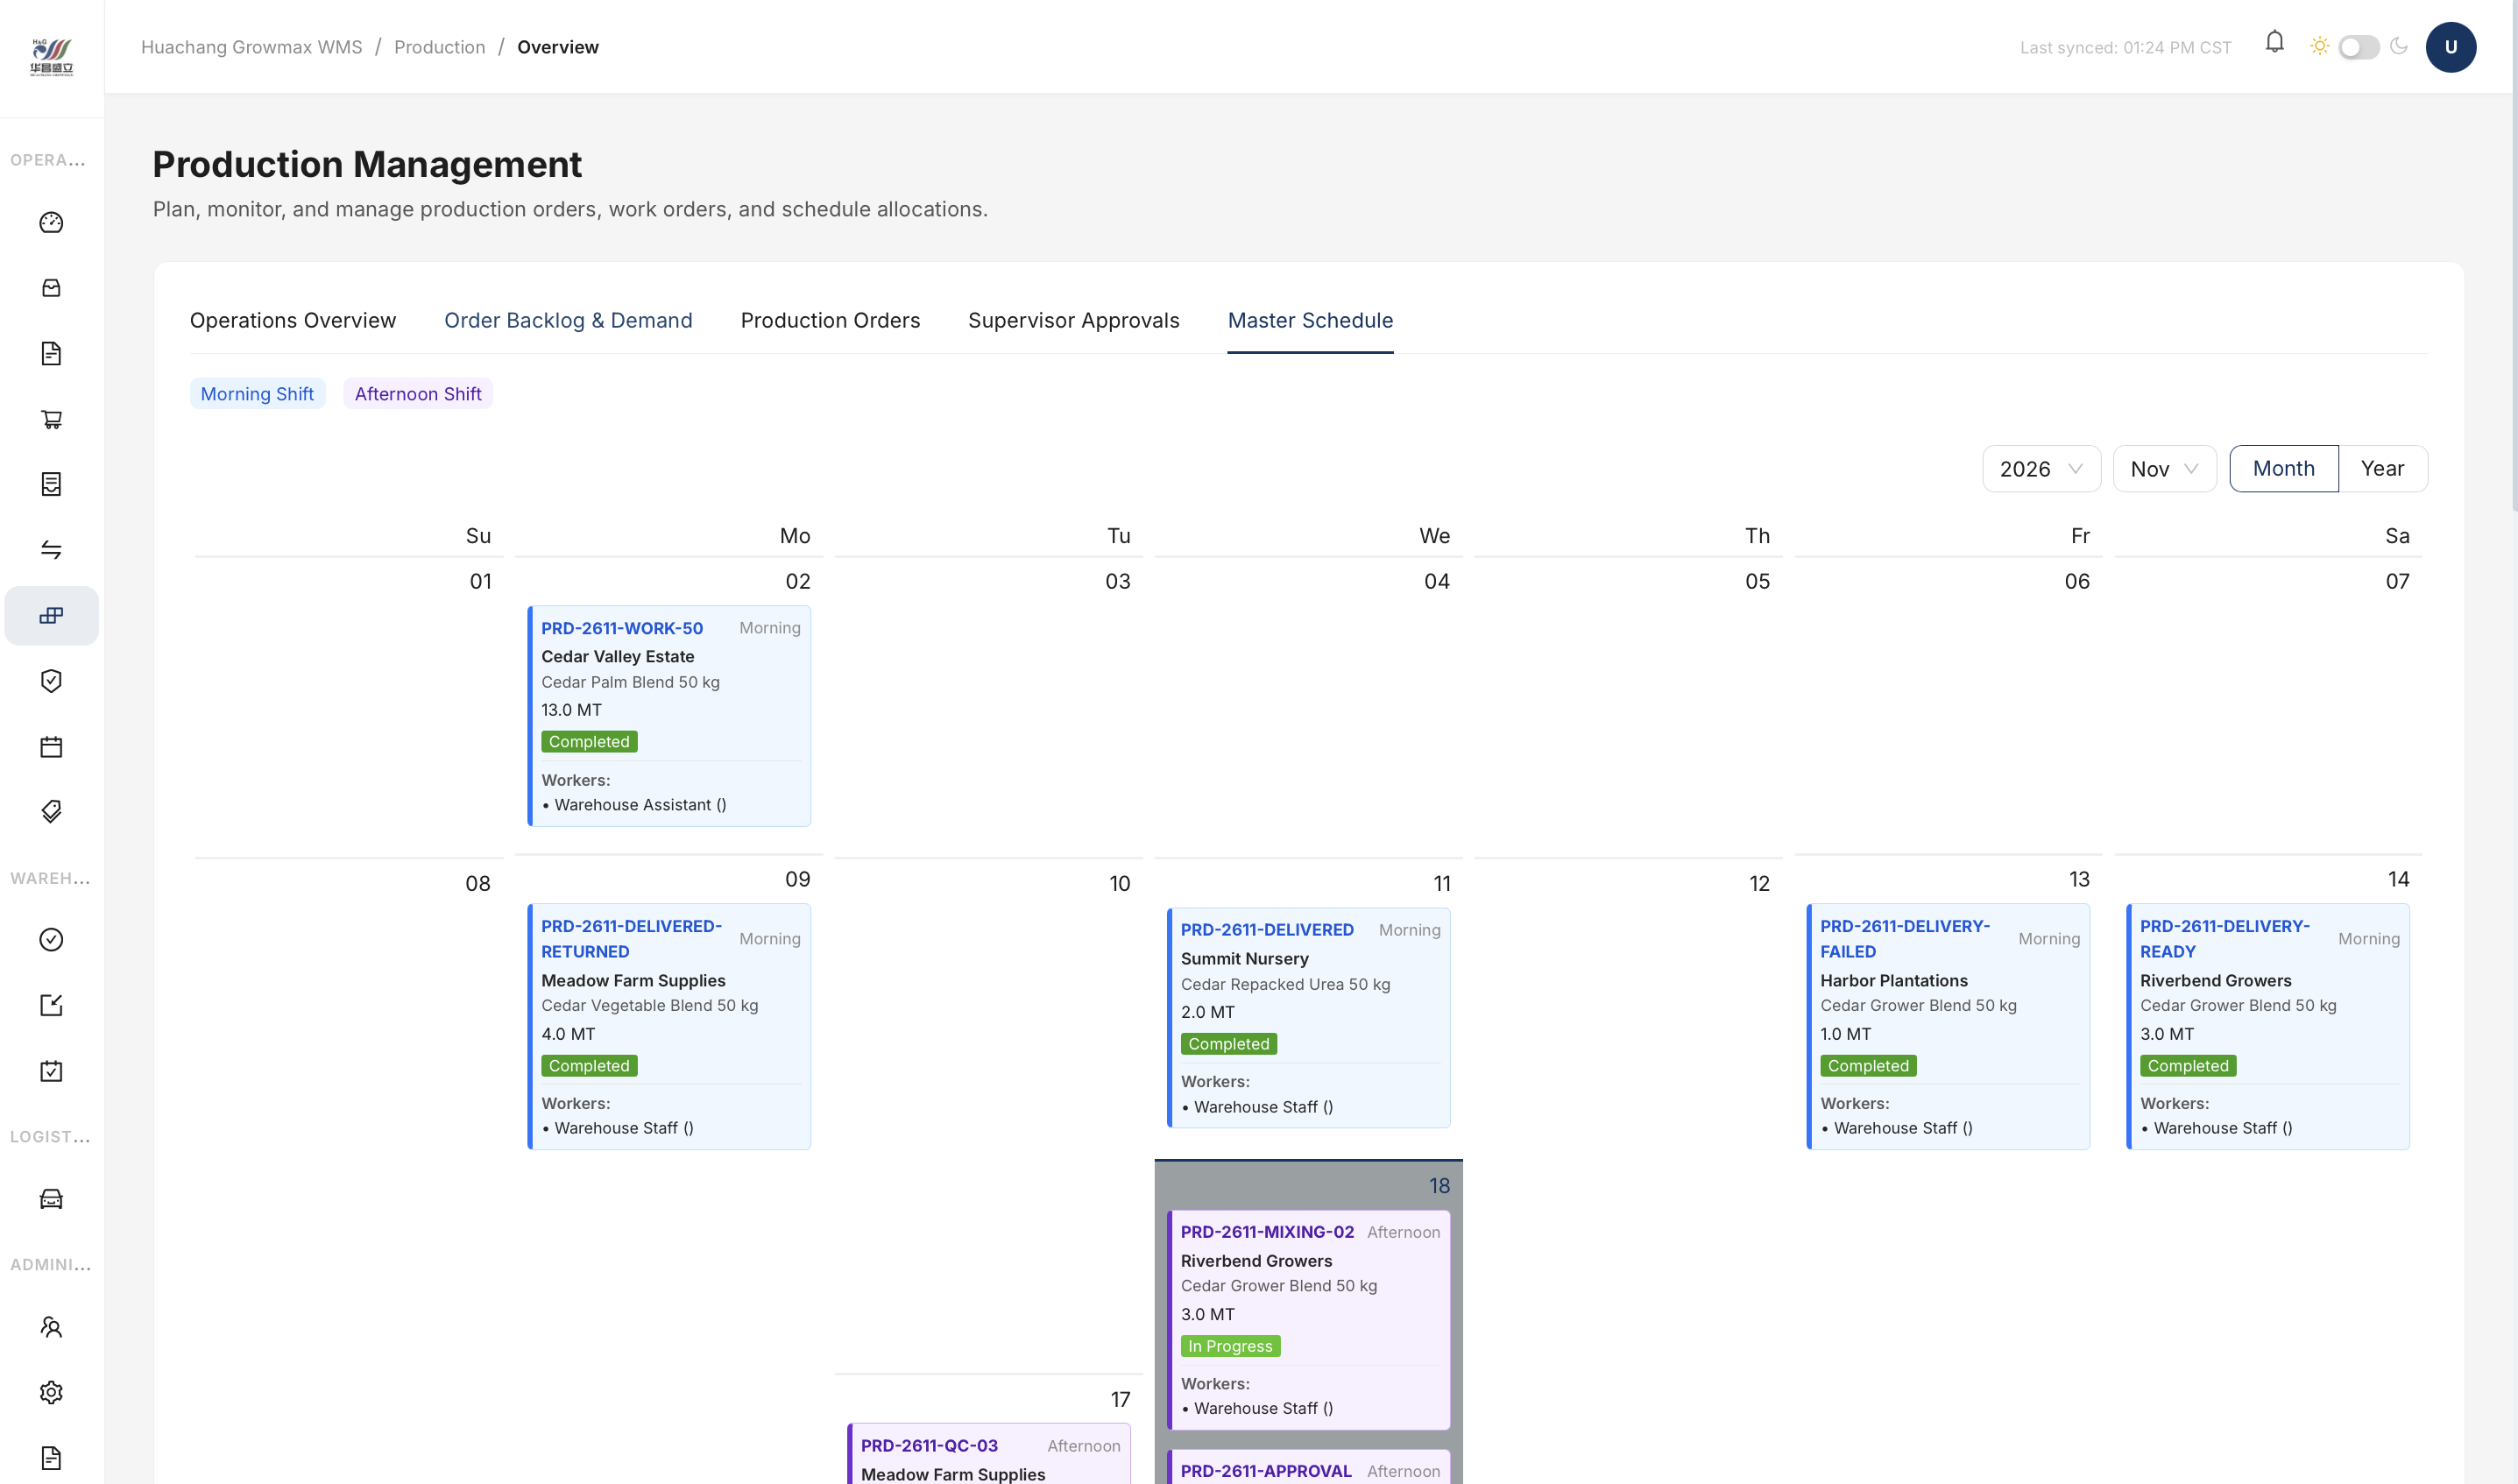 H&G
华昌盛立
Huachang Growmax WMS / Production / Overview
Last synced: 01:24 PM CST
U
OPERA...
WAREH...
LOGIST...
ADMINI...
Production Management
Plan, monitor, and manage production orders, work orders, and schedule allocations.
Operations Overview
Order Backlog & Demand
Production Orders
Supervisor Approvals
Master Schedule
Morning Shift
Afternoon Shift
2026
Nov
Month
Year
Su
Mo
Tu
We
Th
Fr
Sa
01
02
PRD-2611-WORK-50
Morning
Cedar Valley Estate
Cedar Palm Blend 50 kg
13.0 MT
Completed
Workers:
• Warehouse Assistant ()
03
04
05
06
07
08
09
PRD-2611-DELIVERED-
RETURNED
Morning
Meadow Farm Supplies
Cedar Vegetable Blend 50 kg
4.0 MT
Completed
Workers:
• Warehouse Staff ()
10
11
PRD-2611-DELIVERED
Morning
Summit Nursery
Cedar Repacked Urea 50 kg
2.0 MT
Completed
Workers:
• Warehouse Staff ()
12
13
PRD-2611-DELIVERY-
FAILED
Morning
Harbor Plantations
Cedar Grower Blend 50 kg
1.0 MT
Completed
Workers:
• Warehouse Staff ()
14
PRD-2611-DELIVERY-
READY
Morning
Riverbend Growers
Cedar Grower Blend 50 kg
3.0 MT
Completed
Workers:
• Warehouse Staff ()
17
PRD-2611-QC-03
Afternoon
Meadow Farm Supplies
18
PRD-2611-MIXING-02
Afternoon
Riverbend Growers
Cedar Grower Blend 50 kg
3.0 MT
In Progress
Workers:
• Warehouse Staff ()
PRD-2611-APPROVAL
Afternoon